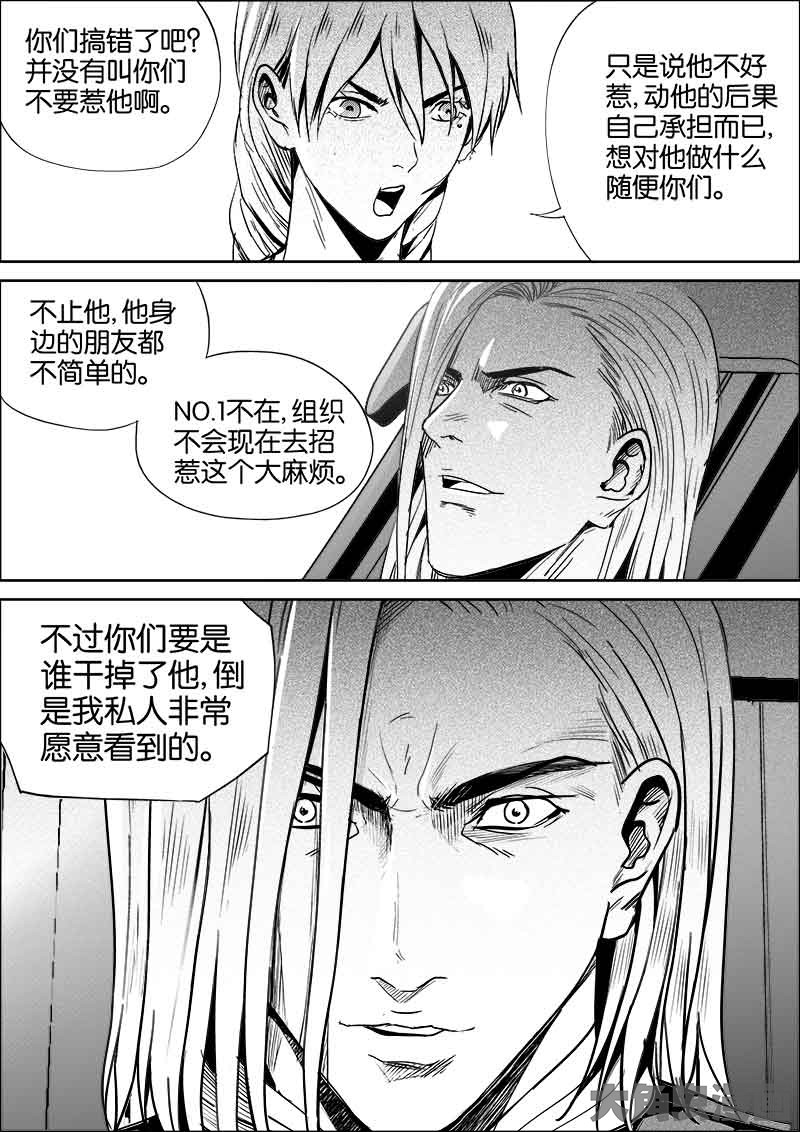 你们搞错了吧?
并没有叫你们
不要惹他啊。
只是说他不好
惹,动他的后果
自己承担而已,
想对他做什么
随便你们。
不止他,他身
边的朋友都
不简单的。
NO.1不在,组织
不会现在去招
惹这个大麻烦。
不过你们要是
谁干掉了他,倒
是我私人非常
愿意看到的。